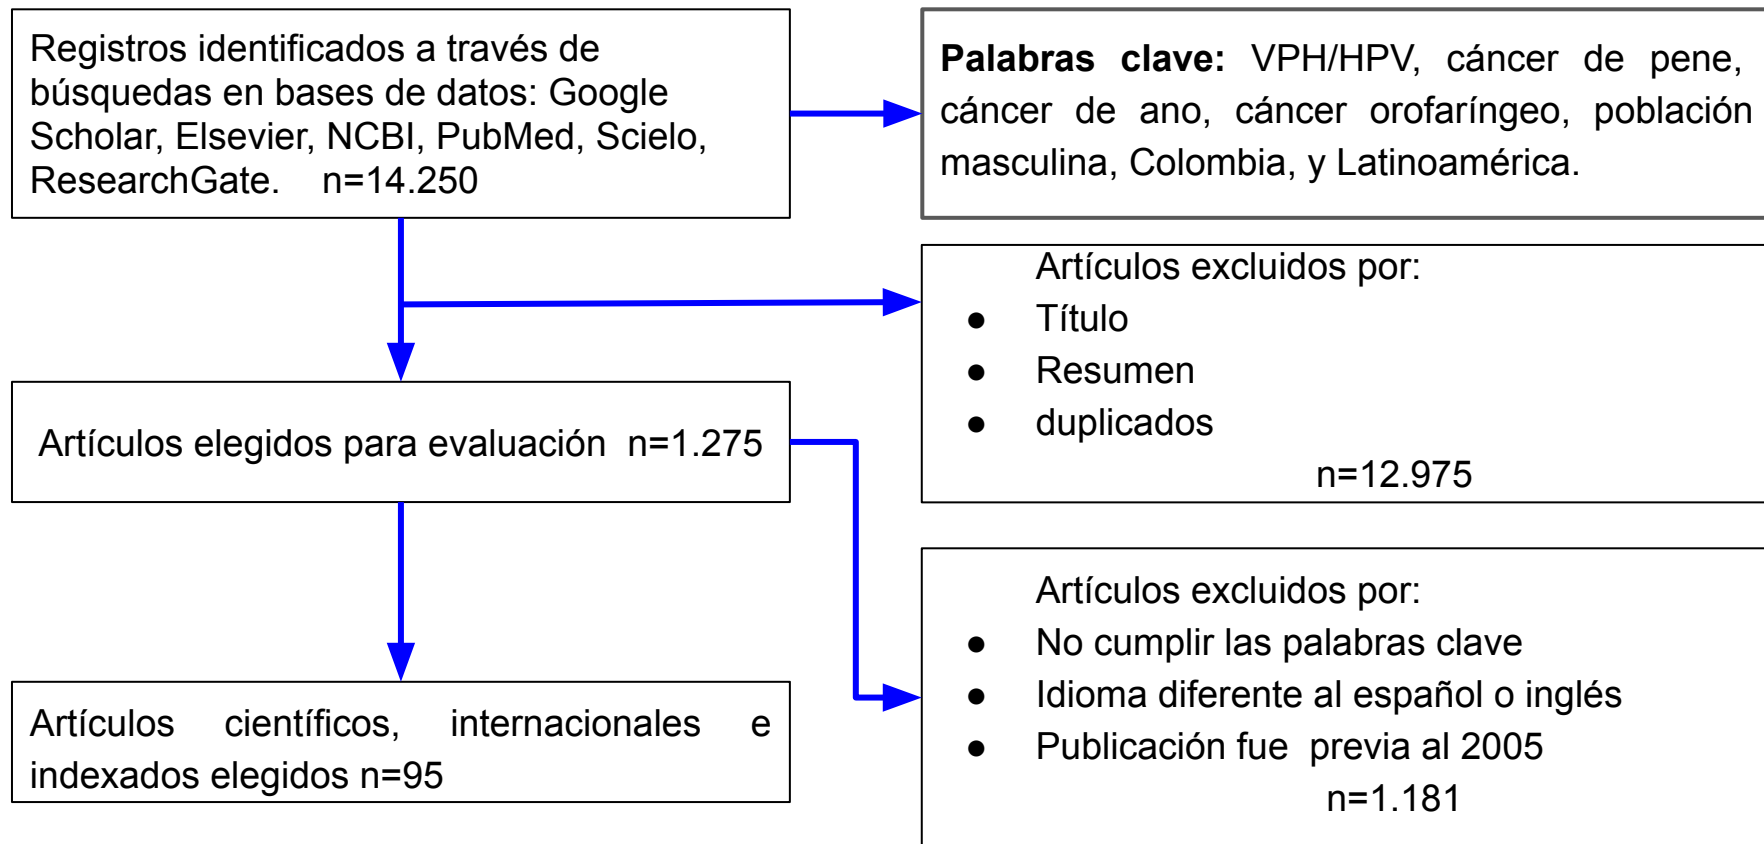 Registros identificados a través de
búsquedas en bases de datos: Google
Scholar, Elsevier, NCBI, PubMed, Scielo,
ResearchGate. n=14.250
Palabras clave: VPH/HPV, cáncer de pene,
cáncer de ano, cáncer orofaríngeo, población
masculina, Colombia, y Latinoamérica.
Artículos excluidos por:
● Título
● Resumen
● duplicados
n=12.975
Artículos elegidos para evaluación n=1.275
Artículos excluidos por:
● No cumplir las palabras clave
● Idioma diferente al español o inglés
● Publicación fue previa al 2005
n=1.181
Artículos científicos, internacionales e
indexados elegidos n=95